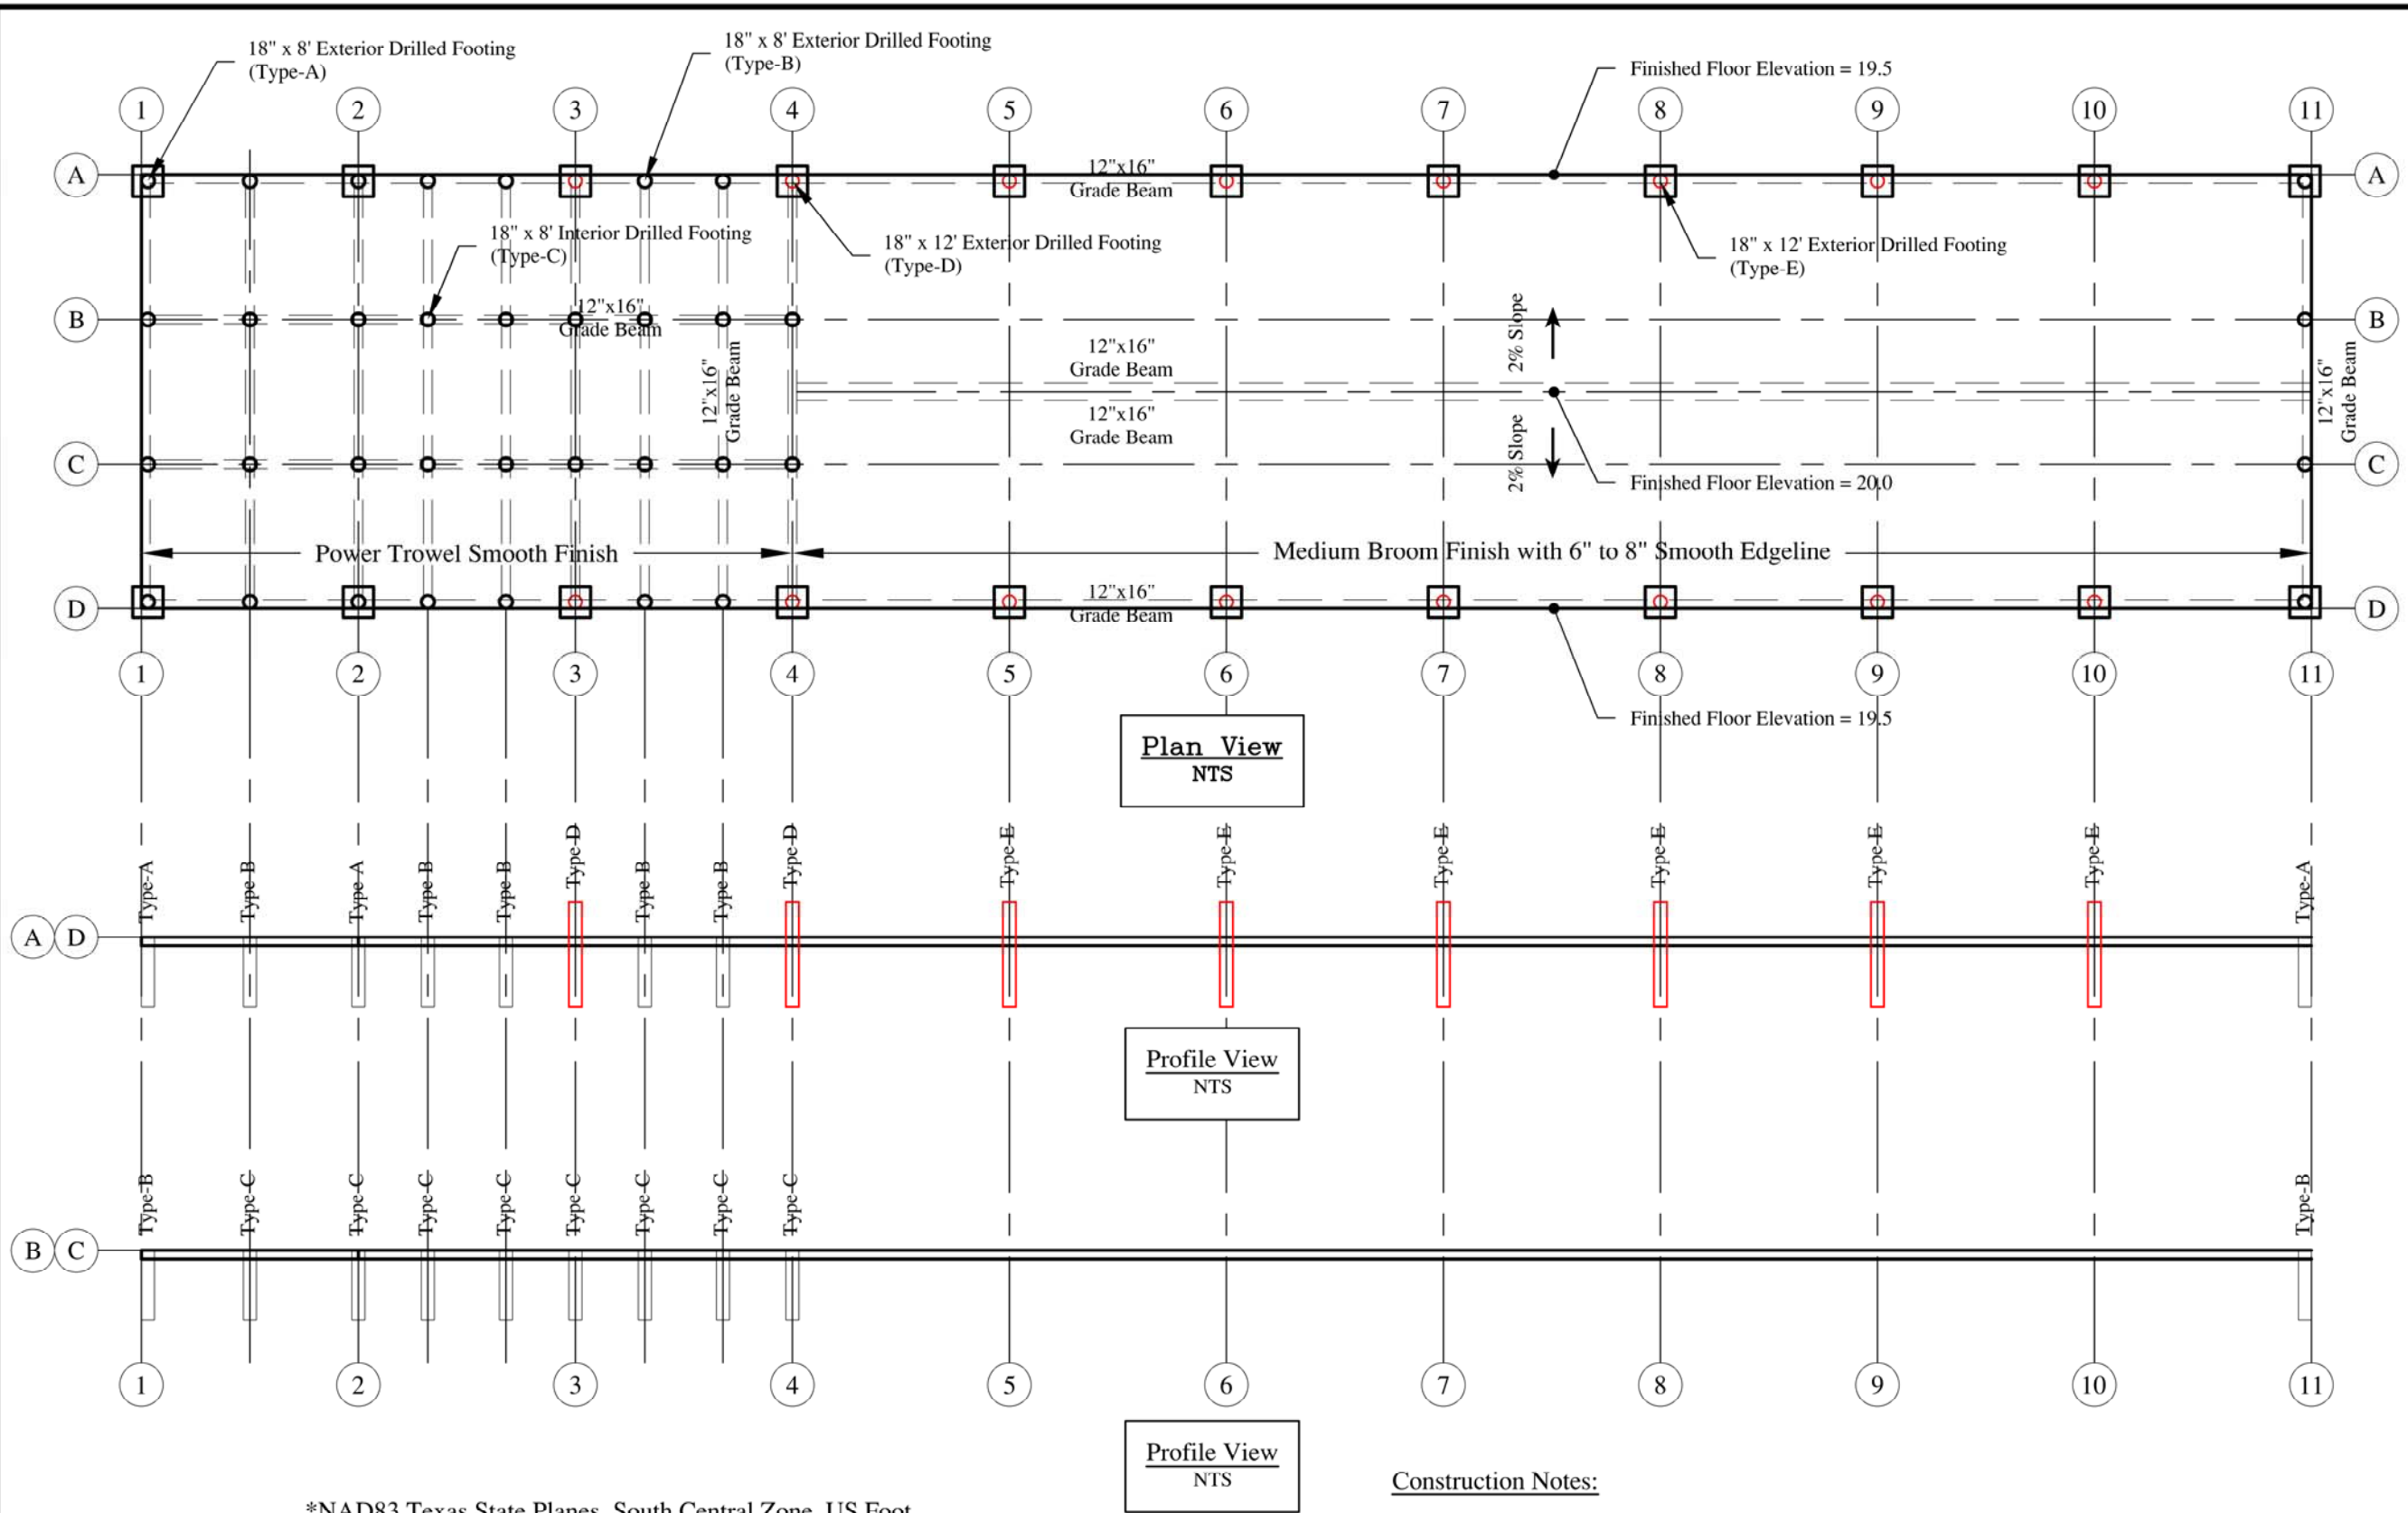 18" x 8' Exterior Drilled Footing
(Type-A)
18" x 8' Exterior Drilled Footing
(Type-B)
Finished Floor Elevation = 19.5
1
2
3
4
5
6
7
8
9
10
11
A
12"x16"
Grade Beam
A
18" x 8' Interior Drilled Footing
(Type-C)
18" x 12' Exterior Drilled Footing
(Type-D)
18" x 12' Exterior Drilled Footing
(Type-E)
B
12"x16"
Grade Beam
B
12"x16"
Grade Beam
12"x16"
Grade Beam
12"x16"
Grade Beam
2% Slope
2% Slope
12"x16"
Grade Beam
C
C
Finished Floor Elevation = 20.0
Power Trowel Smooth Finish
Medium Broom Finish with 6" to 8" Smooth Edgeline
D
12"x16"
Grade Beam
D
1
2
3
4
5
6
7
8
9
10
11
Finished Floor Elevation = 19.5
Plan View
NTS
Type-A
Type-B
Type-A
Type-B
Type-B
Type-D
Type-B
Type-B
Type-D
Type-E
Type-E
Type-E
Type-E
Type-E
Type-E
Type-A
A D
Profile View
NTS
Type-B
Type-C
Type-C
Type-C
Type-C
Type-C
Type-C
Type-C
Type-C
Type-B
B C
1
2
3
4
5
6
7
8
9
10
11
Profile View
NTS
Construction Notes:
*NAD83 Texas State Planes, South Central Zone, US Foot